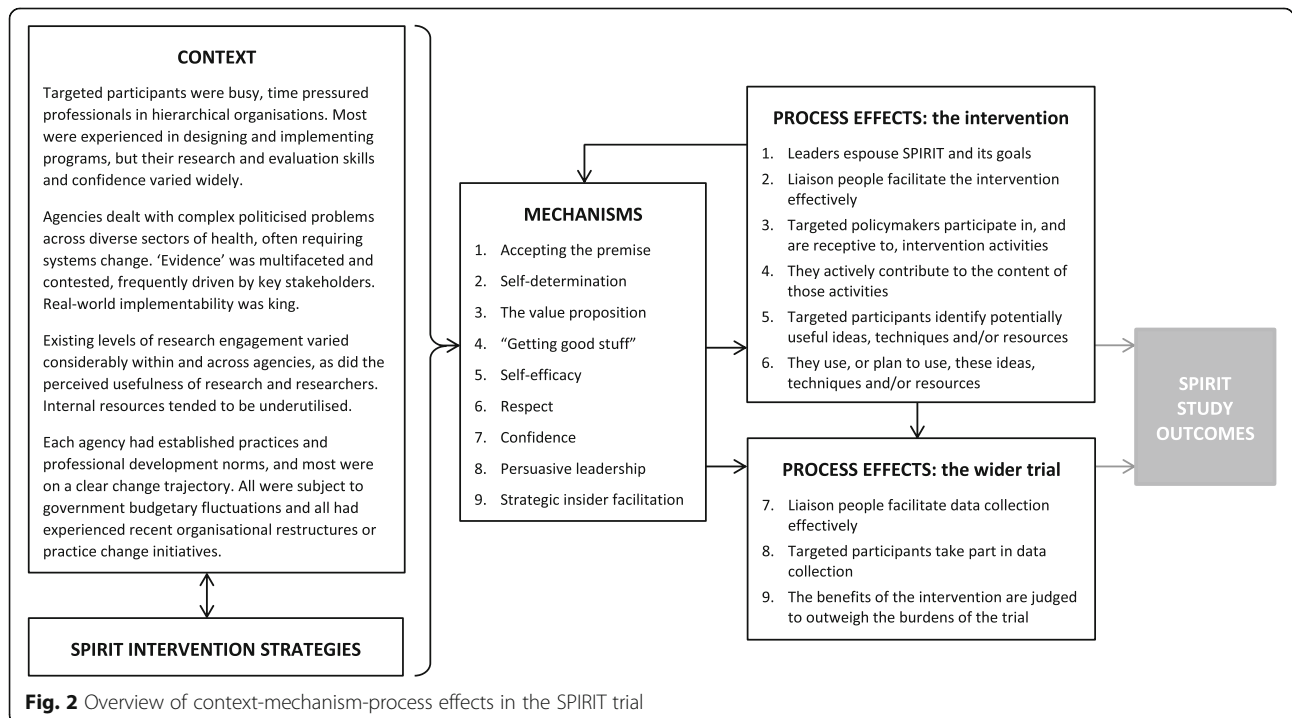 CONTEXT
Targeted participants were busy, time pressured
professionals in hierarchical organisations. Most
were experienced in designing and implementing
programs, but their research and evaluation skills
and confidence varied widely.
Agencies dealt with complex politicised problems
across diverse sectors of health, often requiring
systems change. ‘Evidence’ was multifaceted and
contested, frequently driven by key stakeholders.
Real-world implementability was king.
Existing levels of research engagement varied
considerably within and across agencies, as did the
perceived usefulness of research and researchers.
Internal resources tended to be underutilised.
Each agency had established practices and
professional development norms, and most were
on a clear change trajectory. All were subject to
government budgetary fluctuations and all had
experienced recent organisational restructures or
practice change initiatives.
SPIRIT INTERVENTION STRATEGIES
MECHANISMS
1. Accepting the premise
2. Self-determination
3. The value proposition
4. “Getting good stuff”
5. Self-efficacy
6. Respect
7. Confidence
8. Persuasive leadership
9. Strategic insider facilitation
PROCESS EFFECTS: the intervention
1. Leaders espouse SPIRIT and its goals
2. Liaison people facilitate the intervention
effectively
3. Targeted policymakers participate in, and
are receptive to, intervention activities
4. They actively contribute to the content of
those activities
5. Targeted participants identify potentially
useful ideas, techniques and/or resources
6. They use, or plan to use, these ideas,
techniques and/or resources
PROCESS EFFECTS: the wider trial
7. Liaison people facilitate data collection
effectively
8. Targeted participants take part in data
collection
9. The benefits of the intervention are judged
to outweigh the burdens of the trial
SPIRIT
STUDY
OUTCOMES
Fig. 2 Overview of context-mechanism-process effects in the SPIRIT trial